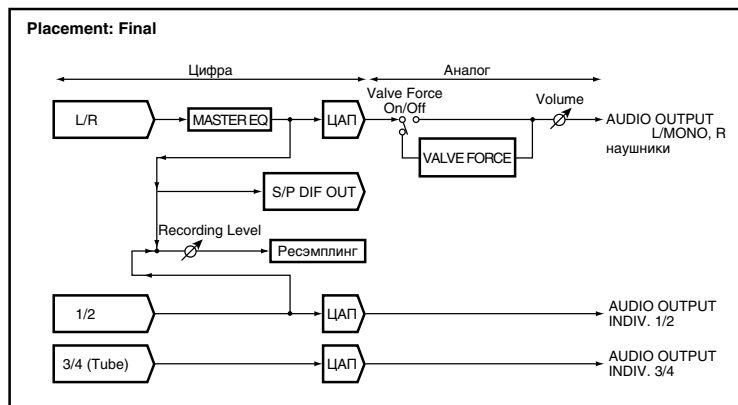 Placement: Final
Цифра
Аналог
Valve Force
On/Off
Volume
L/R
MASTER EQ
ЦАП
AUDIO OUTPUT
L/MONO, R
наушники
VALVE FORCE
S/P DIF OUT
Recording Level
Ресэмплинг
1/2
ЦАП
AUDIO OUTPUT
INDIV. 1/2
3/4 (Tube)
ЦАП
AUDIO OUTPUT
INDIV. 3/4